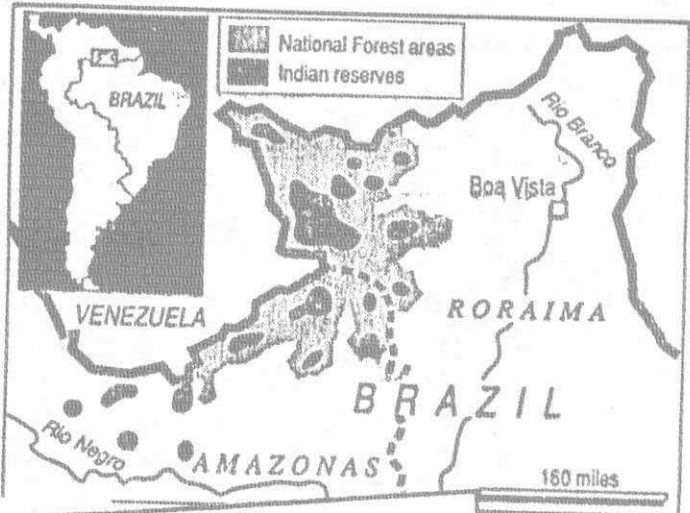 National Forest areas
Indian reserves
BRAZIL
Rio Branco
Boa Vista
VENEZUELA
RORAIMA
BRAZIL
Rio Negro
AMAZONAS
160 miles